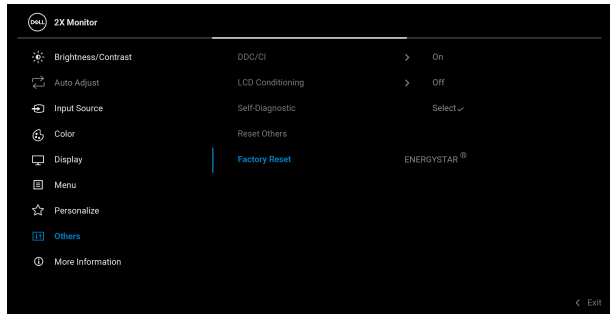 DELL 2X Monitor
Brightness/Contrast DDC/CI > On
Auto Adjust LCD Conditioning > Off
Input Source Self-Diagnostic Select✓
Color Reset Others
Display Factory Reset ENERGYSTAR®
Menu
Personalize
Others
More Information
< Exit